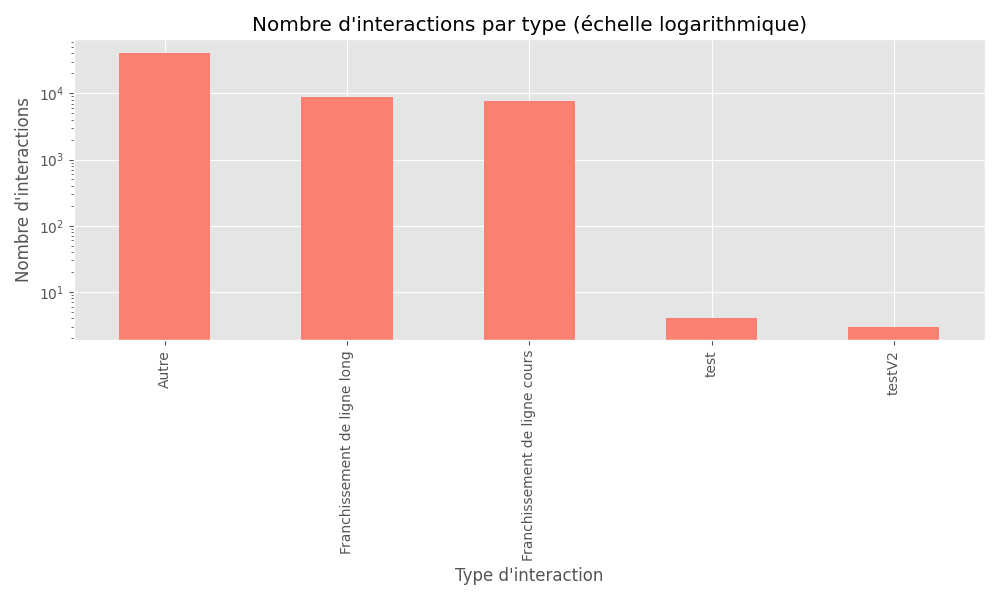 Nombre d'interactions par type (échelle logarithmique)
Nombre d'interactions
10^4
10^3
10^2
10^1
Autre
Franchissement de ligne long
Franchissement de ligne cours
test
testV2
Type d'interaction